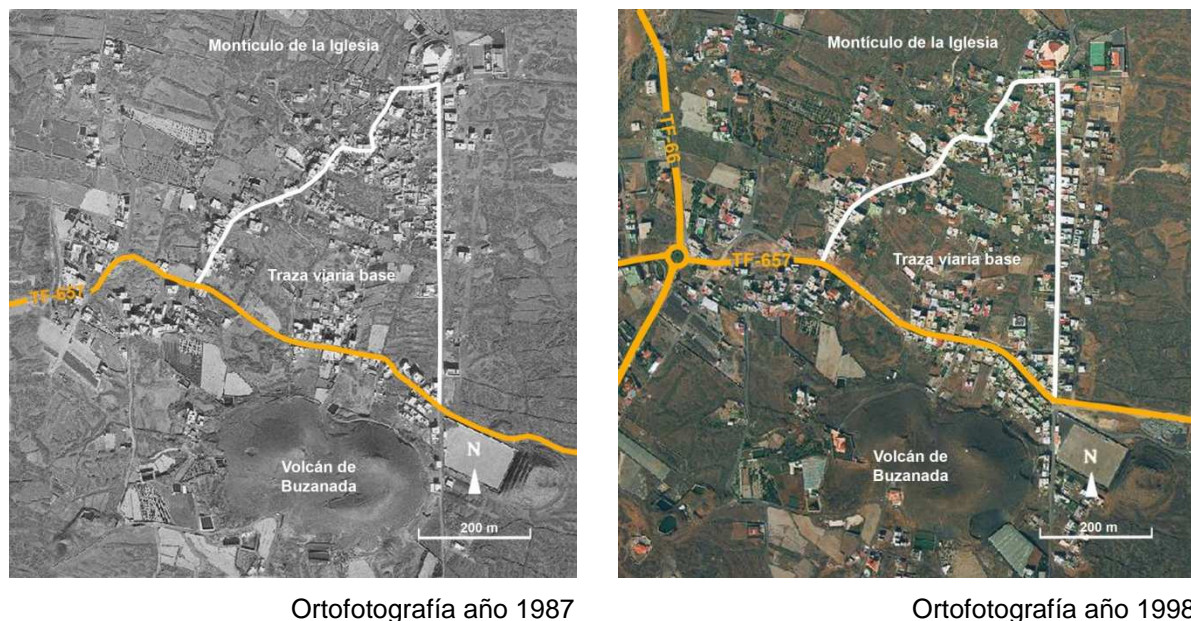 Montículo de la Iglesia
TF-657
Traza viaria base
Volcán de
Buzanada
N
200 m
Ortofotografía año 1987
Montículo de la Iglesia
TF-66
TF-657
Traza viaria base
Volcán de
Buzanada
N
200 m
Ortofotografía año 1998